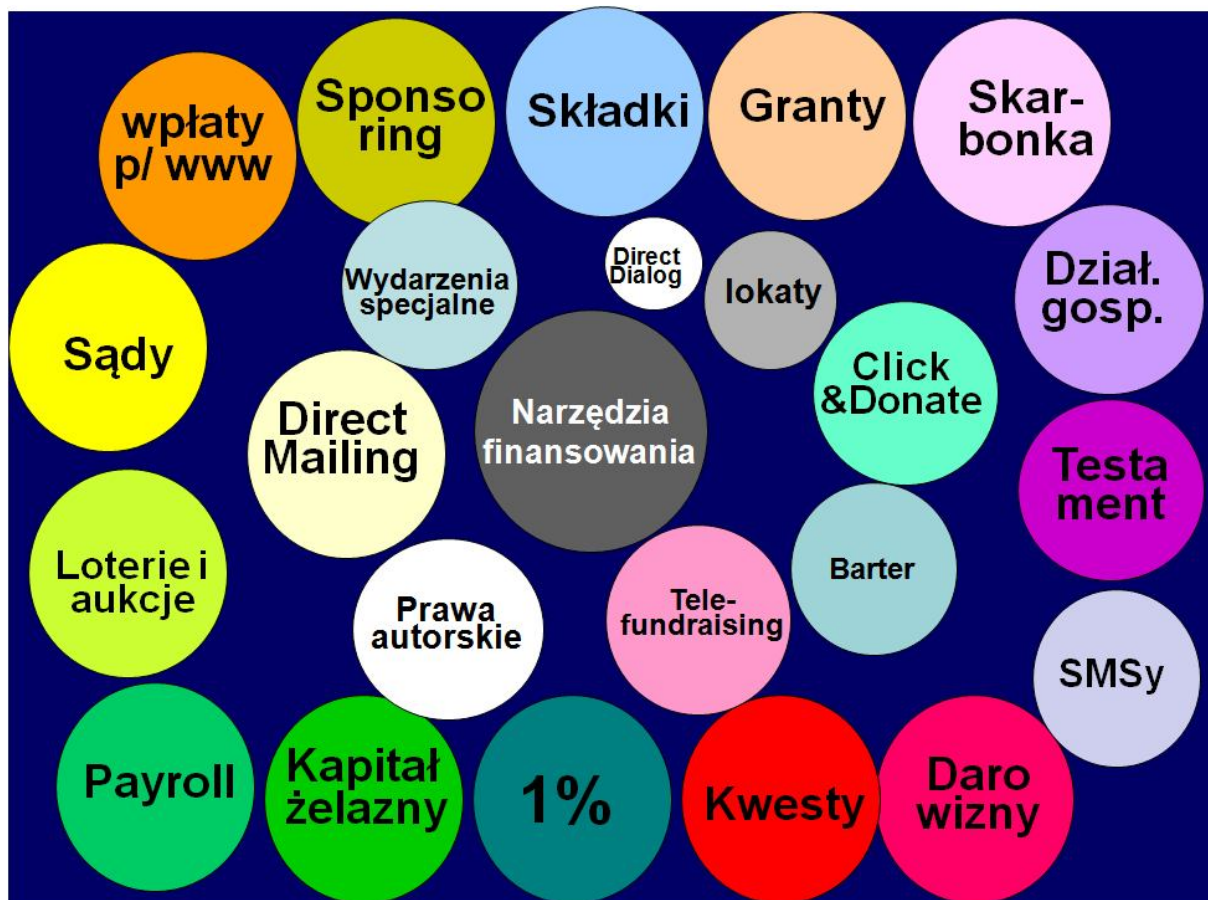 wpłaty
p/ www
Sponso
ring
Składki
Granty
Skar-
bonka
Wydarzenia
specjalne
Direct
Dialog
lokaty
Dział.
gosp.
Sądy
Direct
Mailing
Narzędzia
finansowania
Click
&Donate
Testa
ment
Loterie i
aukcje
Prawa
autorskie
Tele-
fundraising
Barter
SMSy
Payroll
Kapitał
żelazny
1%
Kwesty
Daro
wizny